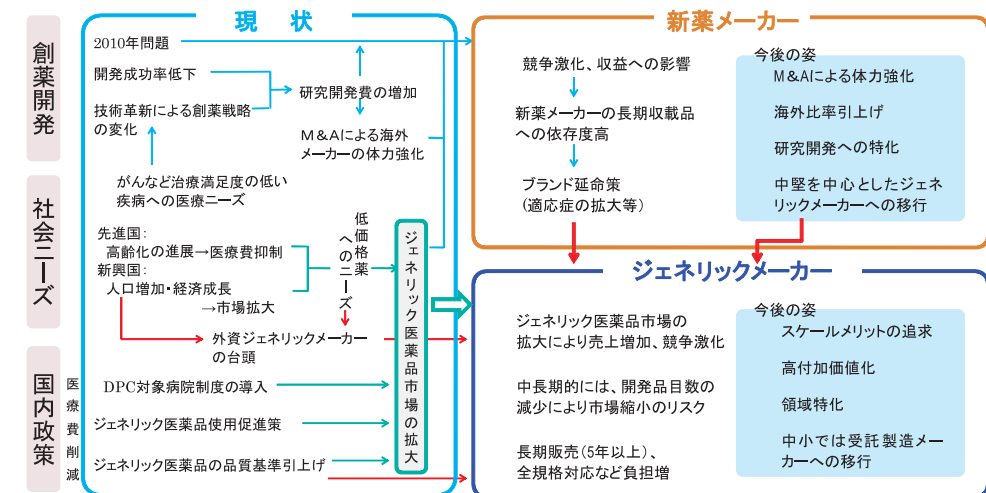 創薬開発
社会ニーズ
国内政策
医療費削減
現 状
2010年問題
開発成功率低下
技術革新による創薬戦略
の変化
研究開発費の増加
M&Aによる海外
メーカーの体力強化
がんなど治療満足度の低い
疾病への医療ニーズ
先進国：
高齢化の進展→医療費抑制
新興国：
人口増加・経済成長
→市場拡大
低価格薬
へのニーズ
外資ジェネリックメーカー
の台頭
DPC対象病院制度の導入
ジェネリック医薬品使用促進策
ジェネリック医薬品の品質基準引上げ
ジェネリック医薬品市場の拡大
新薬メーカー
競争激化、収益への影響
新薬メーカーの長期収載品
への依存度高
ブランド延命策
(適応症の拡大等)
今後の姿
M&Aによる体力強化
海外比率引上げ
研究開発への特化
中堅を中心としたジェネ
リックメーカーへの移行
ジェネリックメーカー
ジェネリック医薬品市場の
拡大により売上増加、競争激化
中長期的には、開発品目数の
減少により市場縮小のリスク
長期販売(5年以上)、
全規格対応など負担増
今後の姿
スケールメリットの追求
高付加価値化
領域特化
中小では受託製造メー
カーへの移行